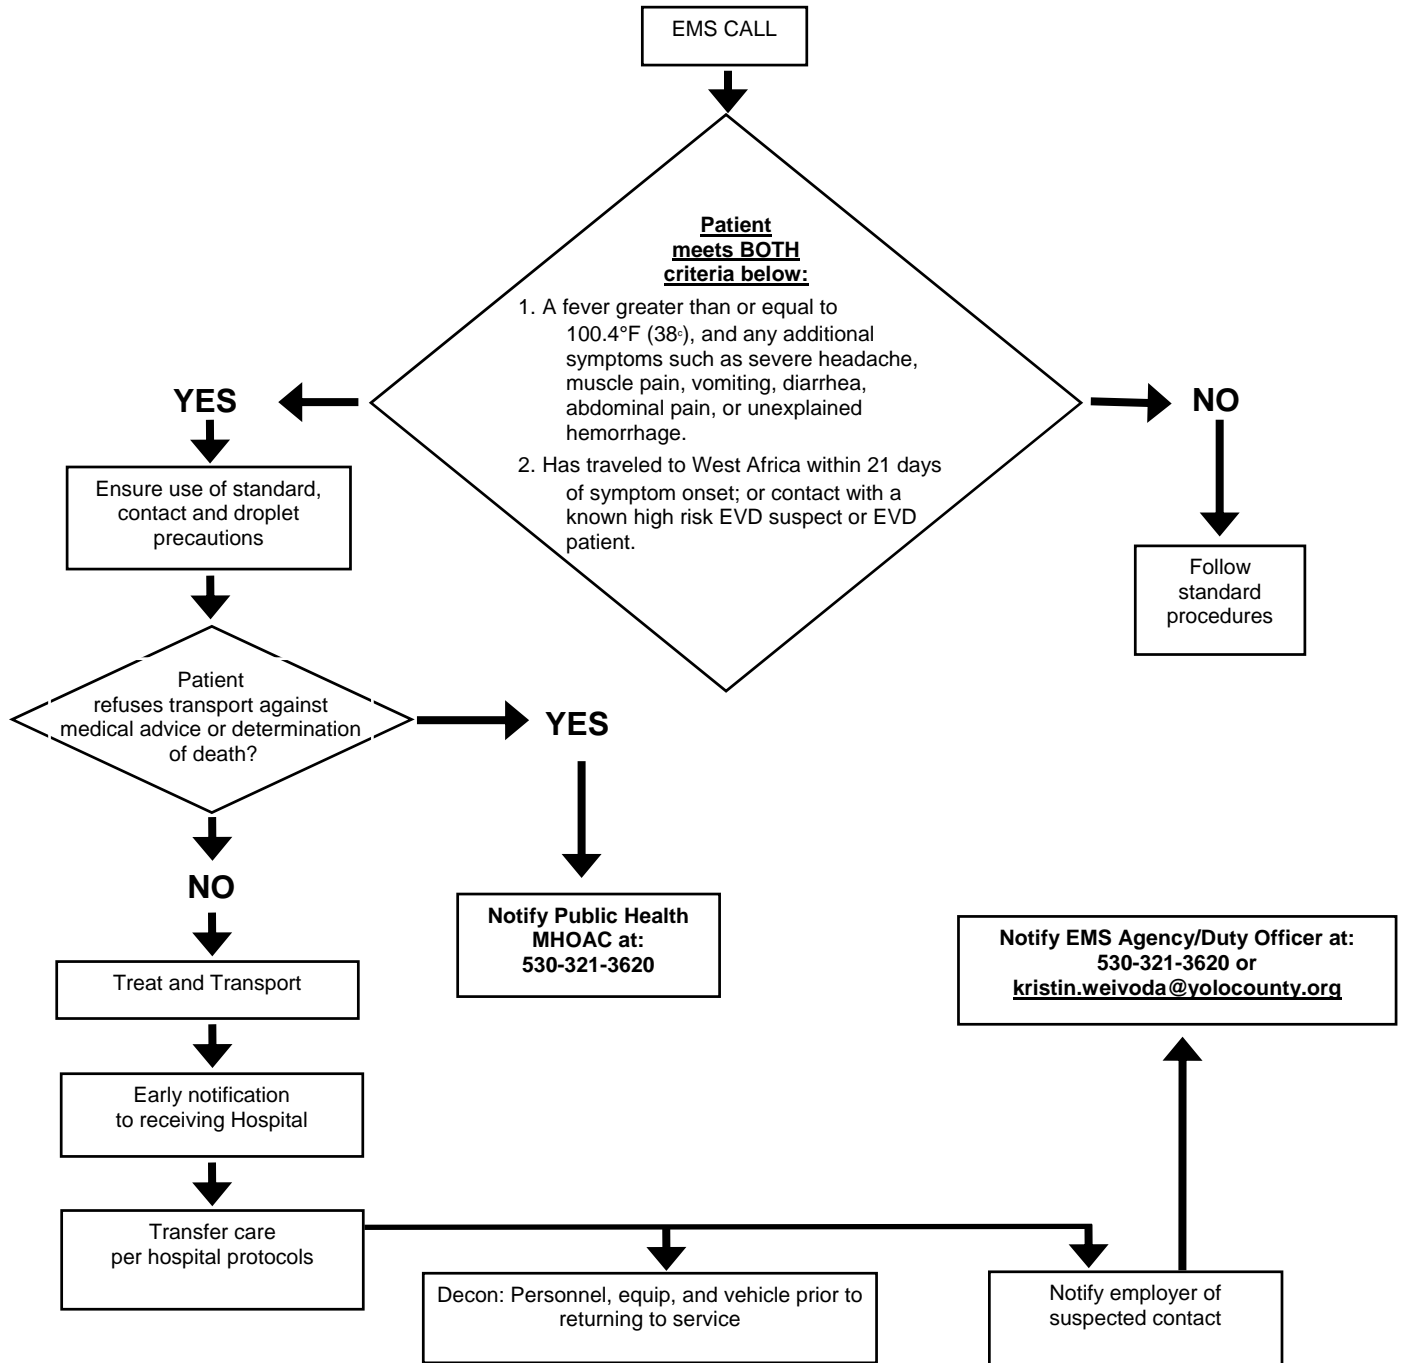 EMS CALL
Patient
meets BOTH
criteria below:
1. A fever greater than or equal to
100.4°F (38ᶜ), and any additional
symptoms such as severe headache,
muscle pain, vomiting, diarrhea,
abdominal pain, or unexplained
hemorrhage.
2. Has traveled to West Africa within 21 days
of symptom onset; or contact with a
known high risk EVD suspect or EVD
patient.
YES
NO
Ensure use of standard,
contact and droplet
precautions
Follow
standard
procedures
Patient
refuses transport against
medical advice or determination
of death?
YES
NO
Notify Public Health
MHOAC at:
530-321-3620
Notify EMS Agency/Duty Officer at:
530-321-3620 or
kristin.weivoda@yolocounty.org
Treat and Transport
Early notification
to receiving Hospital
Transfer care
per hospital protocols
Decon: Personnel, equip, and vehicle prior to
returning to service
Notify employer of
suspected contact